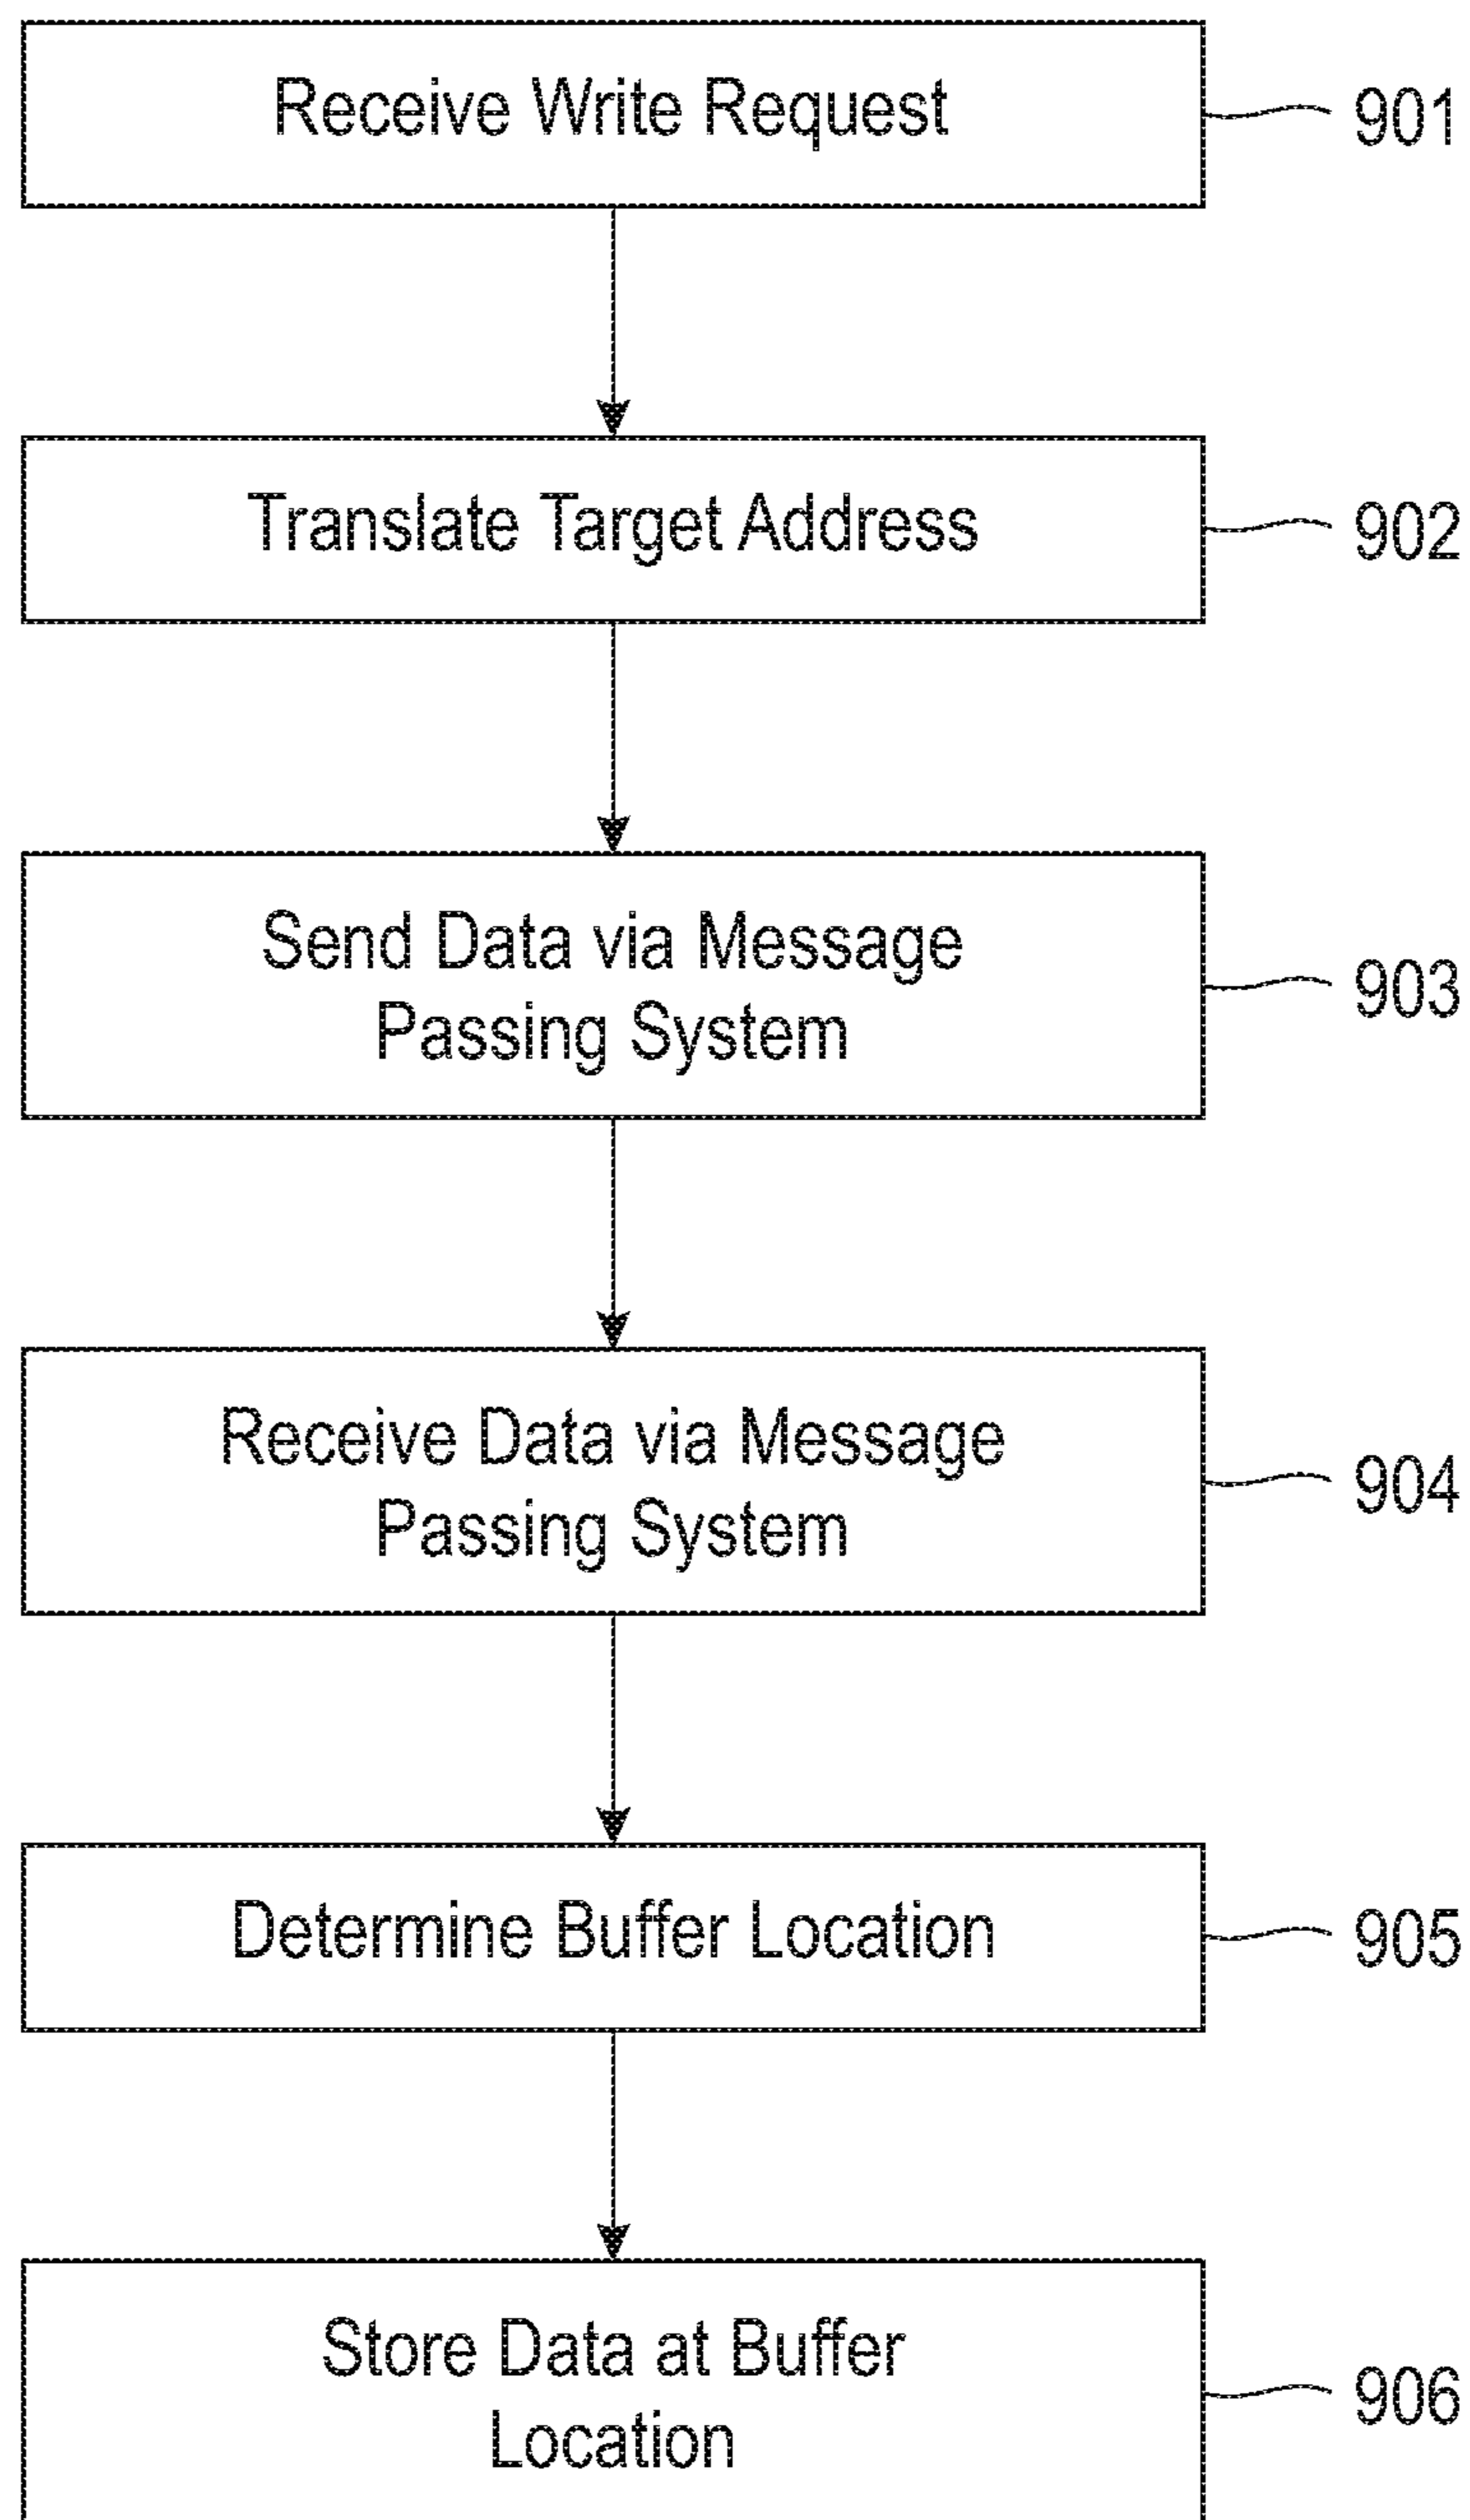 Receive Write Request
901
Translate Target Address
902
Send Data via Message
Passing System
903
Receive Data via Message
Passing System
904
Determine Buffer Location
905
Store Data at Buffer
Location
906